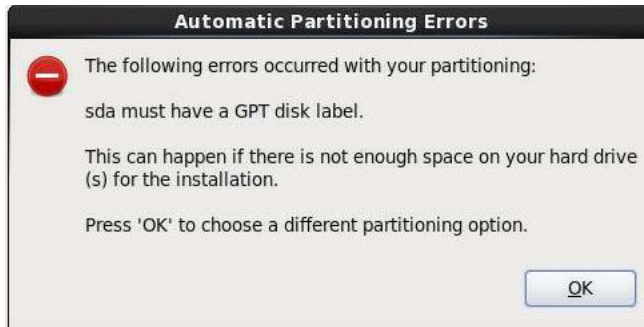 Automatic Partitioning Errors
The following errors occurred with your partitioning:
sda must have a GPT disk label.
This can happen if there is not enough space on your hard drive
(s) for the installation.
Press 'OK' to choose a different partitioning option.
OK